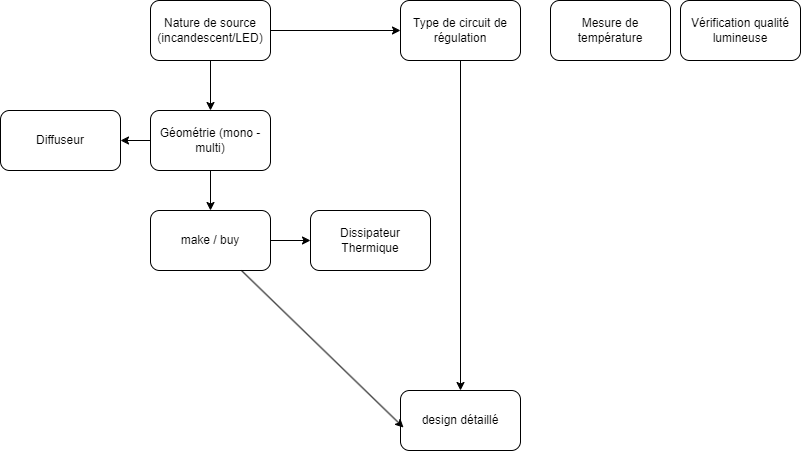 Nature de source
(incandescent/LED)
Type de circuit de
régulation
Mesure de
température
Vérification qualité
lumineuse
Diffuseur
Géométrie (mono -
multi)
make / buy
Dissipateur
Thermique
design détaillé